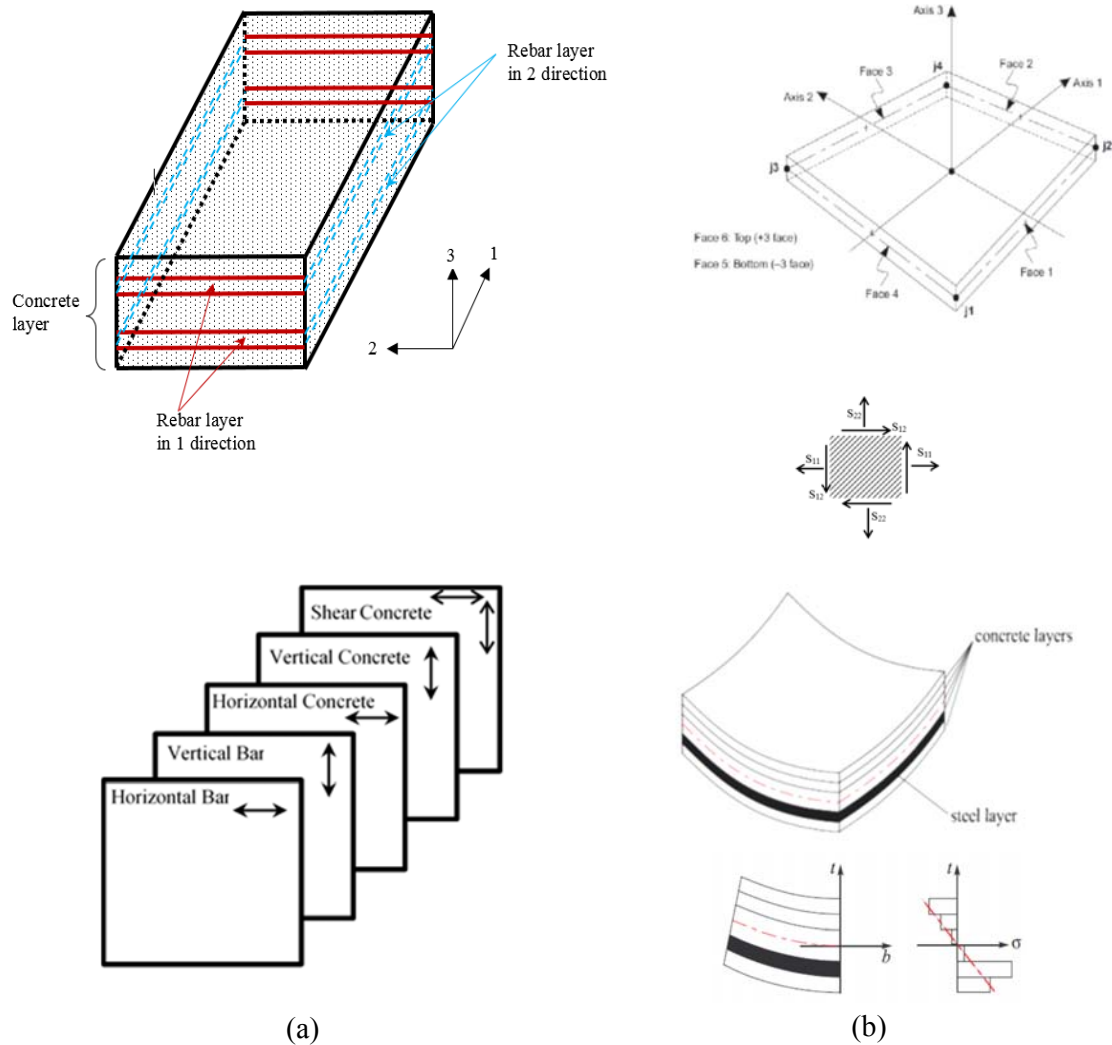 Rebar layer
in 2 direction
3
1
2
Concrete
layer
Rebar layer
in 1 direction
Shear Concrete
Vertical Concrete
Horizontal Concrete
Vertical Bar
Horizontal Bar
(a)
Axis 3
j4
Face 2
Face 3
Axis 1
Axis 2
j2
j3
Face 6: Top (+3 face)
Face 5: Bottom (–3 face)
Face 1
Face 4
j1
S22
S12
S11
S11
S12
S22
concrete layers
steel layer
t
t
b
σ
(b)